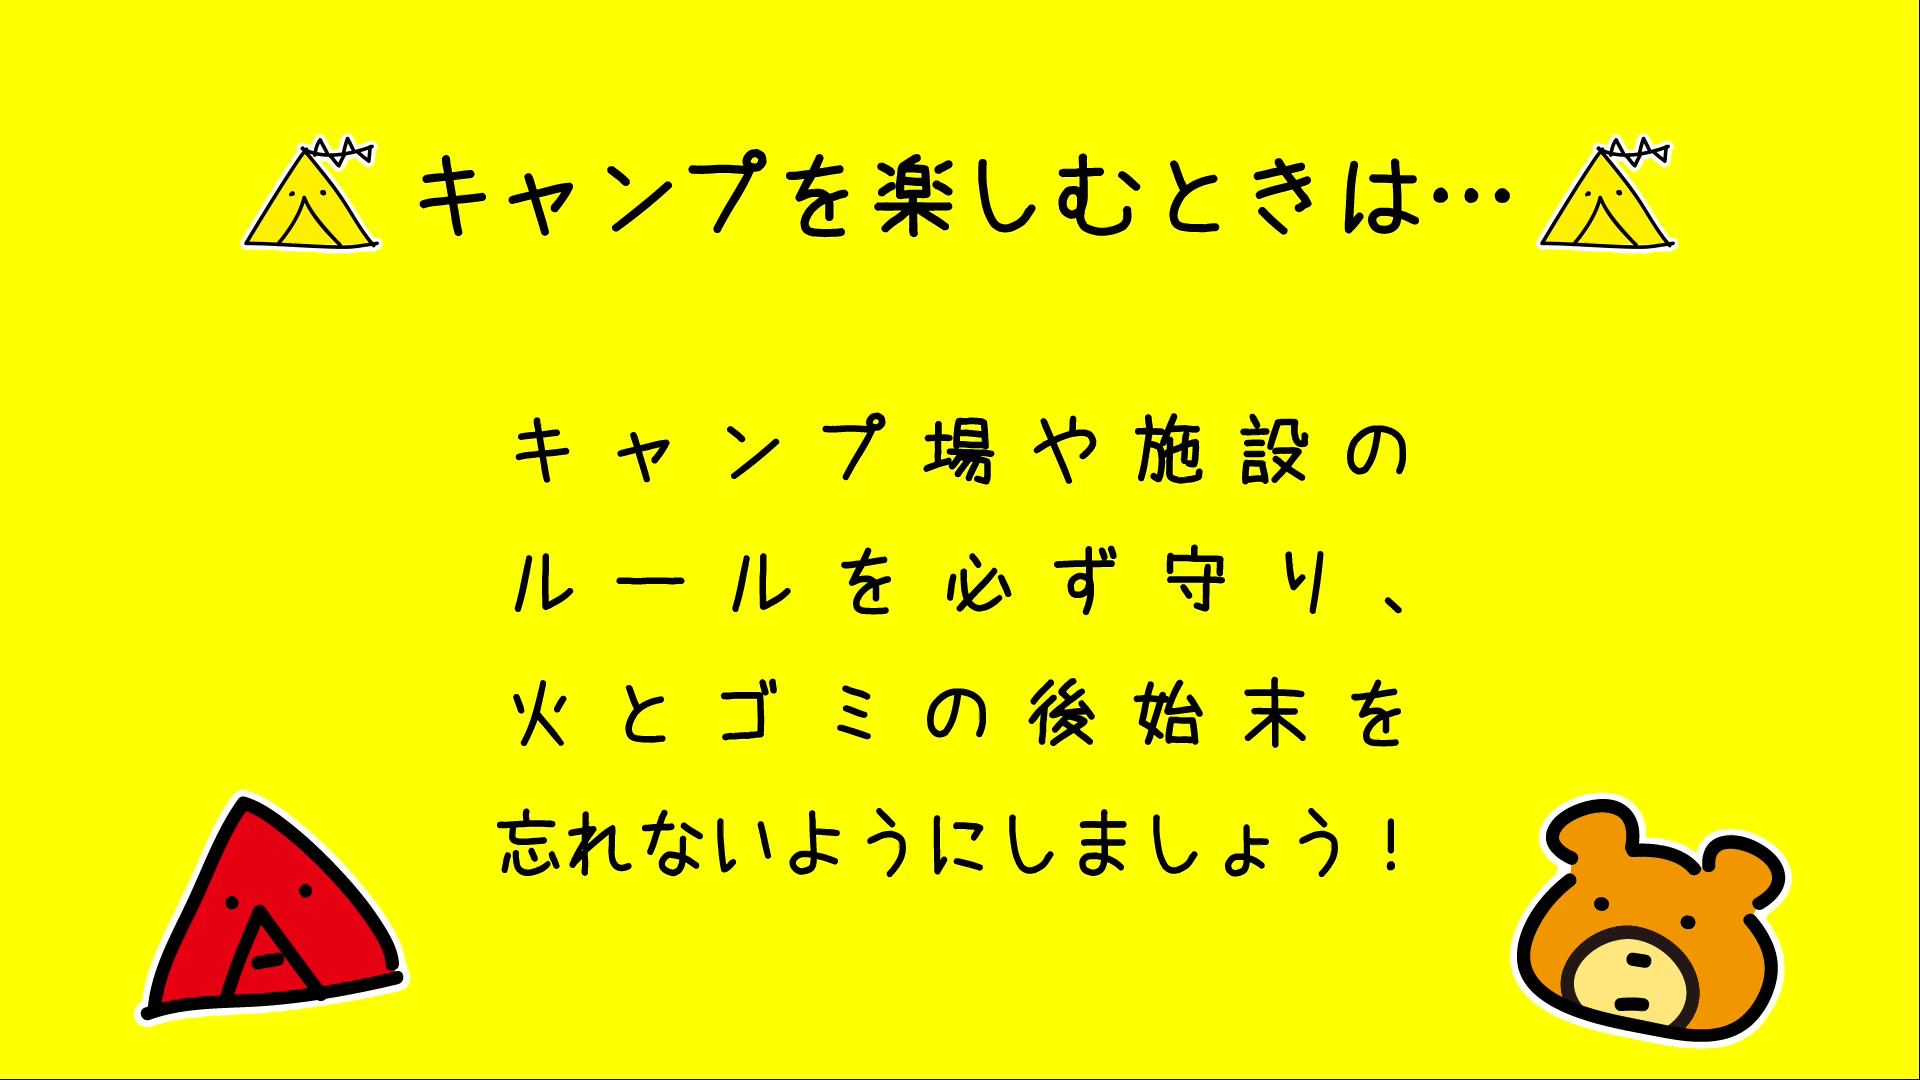 キャンプを楽しむときは…
キャンプ場や施設の
ルールを必ず守り、
火とゴミの後始末を
忘れないようにしましょう！